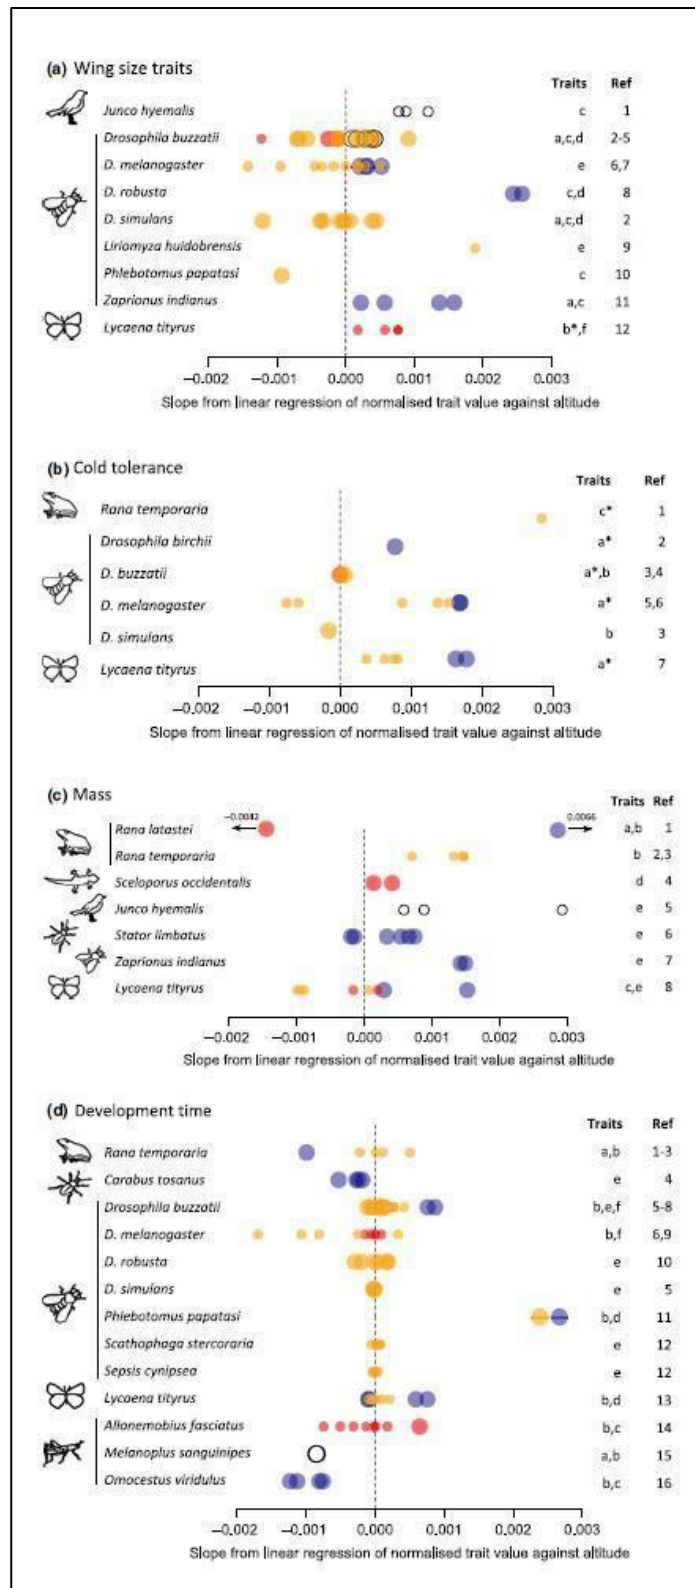 (a) Wing size traits
Traits Ref
Junco hyemalis c 1
Drosophila buzzatii a,c,d 2-5
D. melanogaster e 6,7
D. robusta c,d 8
D. simulans a,c,d 2
Liriomyza huidobrensis e 9
Phlebotomus papatasi c 10
Zaprionus indianus a,c 11
Lycaena tityrus b*,f 12
−0.002 −0.001 0.000 0.001 0.002 0.003
Slope from linear regression of normalised trait value against altitude
(b) Cold tolerance
Traits Ref
Rana temporaria c* 1
Drosophila birchii a* 2
D. buzzatii a*,b 3,4
D. melanogaster a* 5,6
D. simulans b 3
Lycaena tityrus a* 7
−0.002 −0.001 0.000 0.001 0.002 0.003
Slope from linear regression of normalised trait value against altitude
(c) Mass
Traits Ref
−0.0042 0.0066
Rana latastei a,b 1
Rana temporaria b 2,3
Sceloporus occidentalis d 4
Junco hyemalis e 5
Stator limbatus e 6
Zaprionus indianus e 7
Lycaena tityrus c,e 8
−0.002 −0.001 0.000 0.001 0.002 0.003
Slope from linear regression of normalised trait value against altitude
(d) Development time
Traits Ref
Rana temporaria a,b 1-3
Carabus tosanus e 4
Drosophila buzzatii b,e,f 5-8
D. melanogaster b,f 6,9
D. robusta e 10
D. simulans e 5
Phlebotomus papatasi b,d 11
Scathophaga stercoraria e 12
Sepsis cynipsea e 12
Lycaena tityrus b,d 13
Allonemobius fasciatus b,c 14
Melanoplus sanguinipes a,b 15
Omocestus viridulus b,c 16
−0.002 −0.001 0.000 0.001 0.002 0.003
Slope from linear regression of normalised trait value against altitude